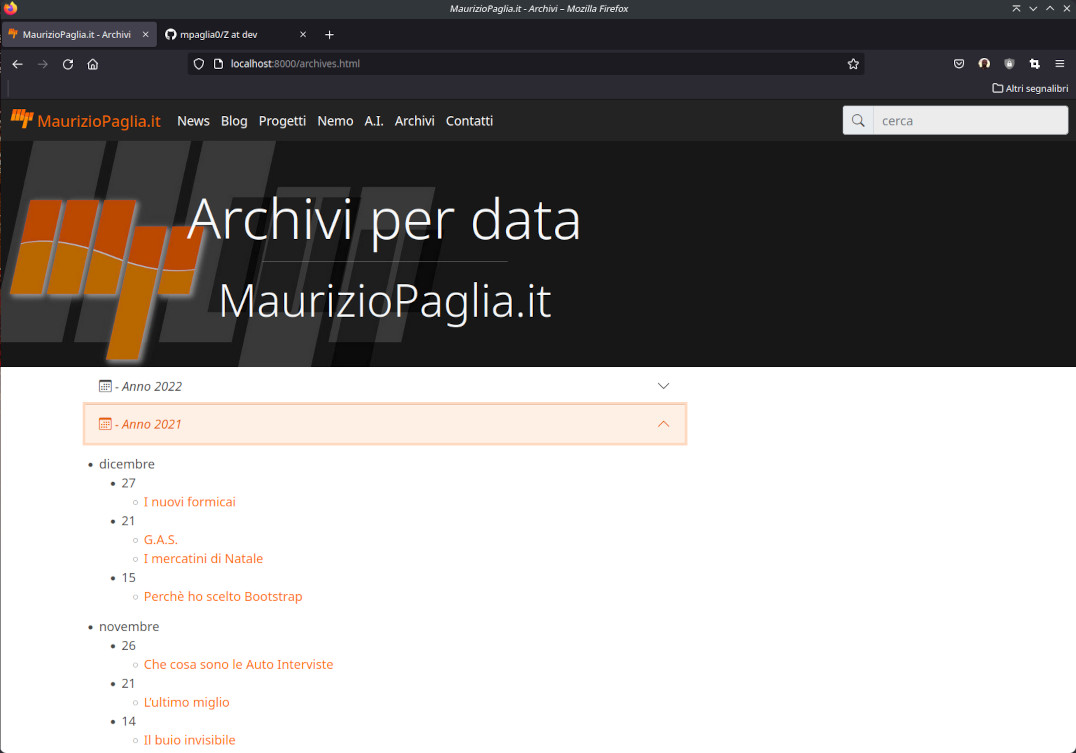 MaurizioPaglia.it - Archivi – Mozilla Firefox
MaurizioPaglia.it - Archivi
mpaglia0/Z at dev
localhost:8000/archives.html
Altri segnalibri
MaurizioPaglia.it News Blog Progetti Nemo A.I. Archivi Contatti cerca
Archivi per data
MaurizioPaglia.it
- Anno 2022
- Anno 2021
• dicembre
• 27
◦ I nuovi formicai
• 21
◦ G.A.S.
◦ I mercatini di Natale
• 15
◦ Perchè ho scelto Bootstrap
• novembre
• 26
◦ Che cosa sono le Auto Interviste
• 21
◦ L'ultimo miglio
• 14
◦ Il buio invisibile